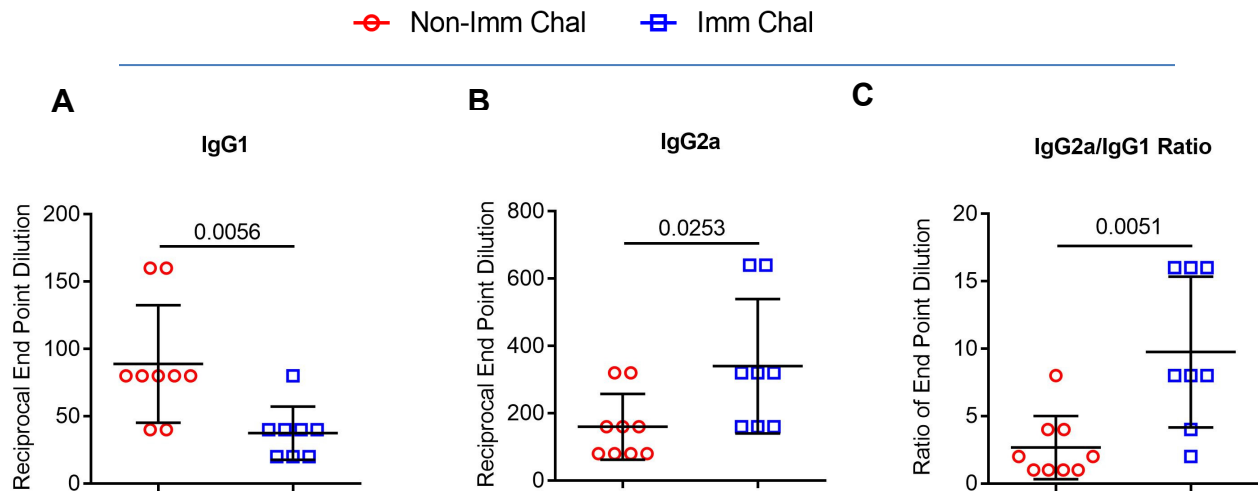 Non-Imm Chal Imm Chal
A
IgG1
Reciprocal End Point Dilution
200
150
100
50
0
0.0056
B
IgG2a
Reciprocal End Point Dilution
800
600
400
200
0
0.0253
C
IgG2a/IgG1 Ratio
Ratio of End Point Dilution
20
15
10
5
0
0.0051